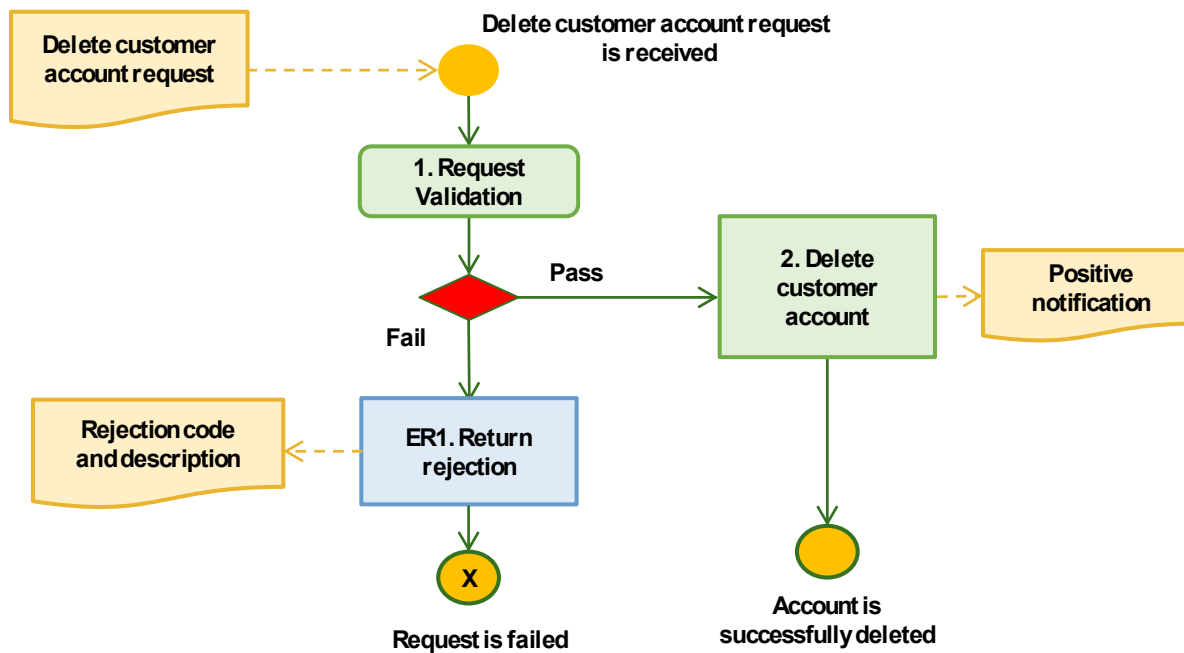 Delete customer account request
is received
Delete customer
account request
1. Request
Validation
Pass
2. Delete
customer
account
Positive
notification
Fail
Rejection code
and description
ER1. Return
rejection
X
Request is failed
Account is
successfully deleted